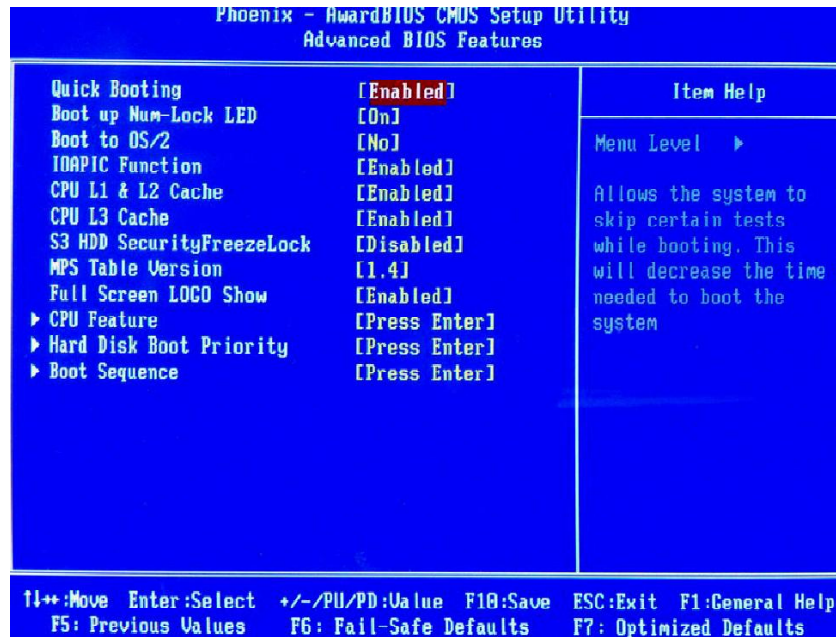 Phoenix - AwardBIOS CMOS Setup Utility
Advanced BIOS Features
Quick Booting [Enabled]
Boot up Num-Lock LED [On]
Boot to OS/2 [No]
IOAPIC Function [Enabled]
CPU L1 & L2 Cache [Enabled]
CPU L3 Cache [Enabled]
S3 HDD SecurityFreezeLock [Disabled]
MPS Table Version [1.4]
Full Screen LOGO Show [Enabled]
▶ CPU Feature [Press Enter]
▶ Hard Disk Boot Priority [Press Enter]
▶ Boot Sequence [Press Enter]
Item Help
Menu Level ▶
Allows the system to
skip certain tests
while booting. This
will decrease the time
needed to boot the
system
↑↓→←:Move Enter:Select +/-/PU/PD:Value F10:Save ESC:Exit F1:General Help
F5: Previous Values F6: Fail-Safe Defaults F7: Optimized Defaults